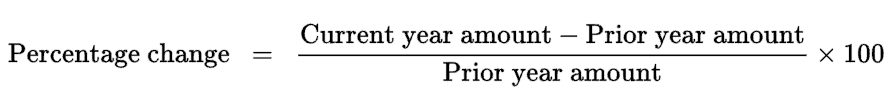 Percentage change = Current year amount − Prior year amount / Prior year amount × 100